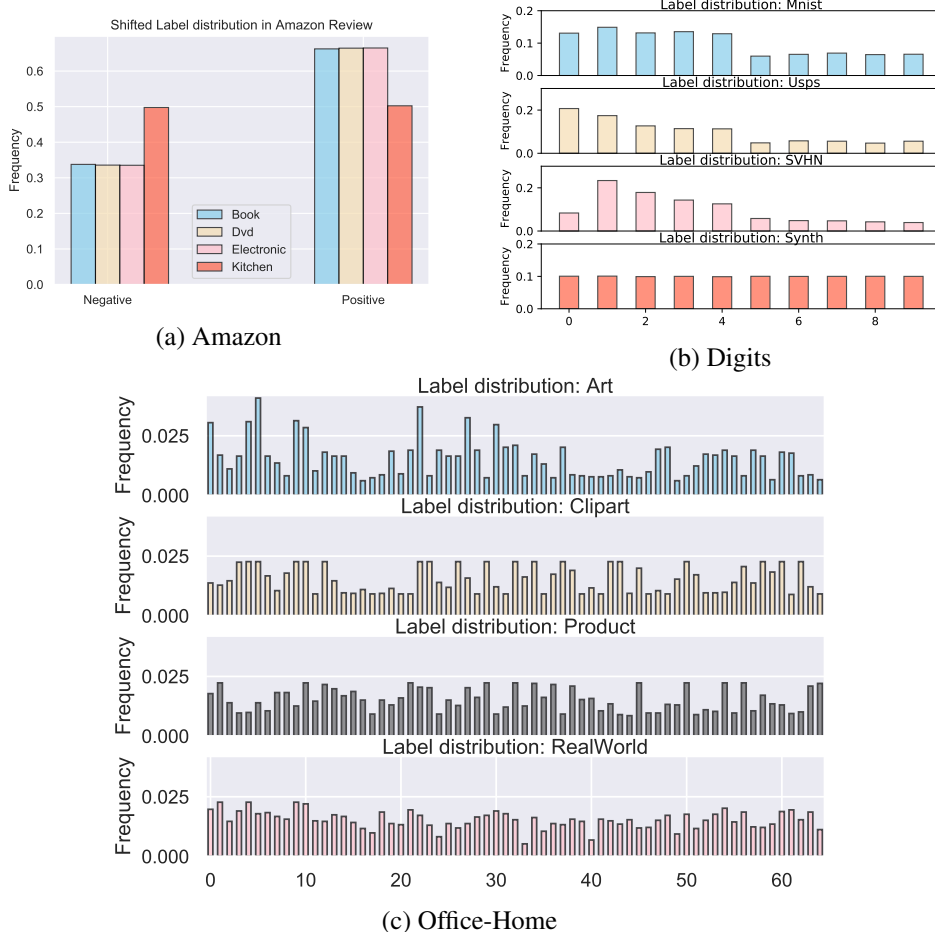 Shifted Label distribution in Amazon Review
0.6
0.5
0.4
0.3
0.2
0.1
0.0
Frequency
Book
Dvd
Electronic
Kitchen
Negative
Positive
(a) Amazon
Label distribution: Mnist
0.2
0.1
0.0
Frequency
Label distribution: Usps
0.2
0.0
Frequency
Label distribution: SVHN
0.2
0.0
Frequency
Label distribution: Synth
0.2
0.1
0.0
Frequency
0 2 4 6 8
(b) Digits
Label distribution: Art
0.025
0.000
Frequency
Label distribution: Clipart
0.025
0.000
Frequency
Label distribution: Product
0.025
0.000
Frequency
Label distribution: RealWorld
0.025
0.000
Frequency
0 10 20 30 40 50 60
(c) Office-Home